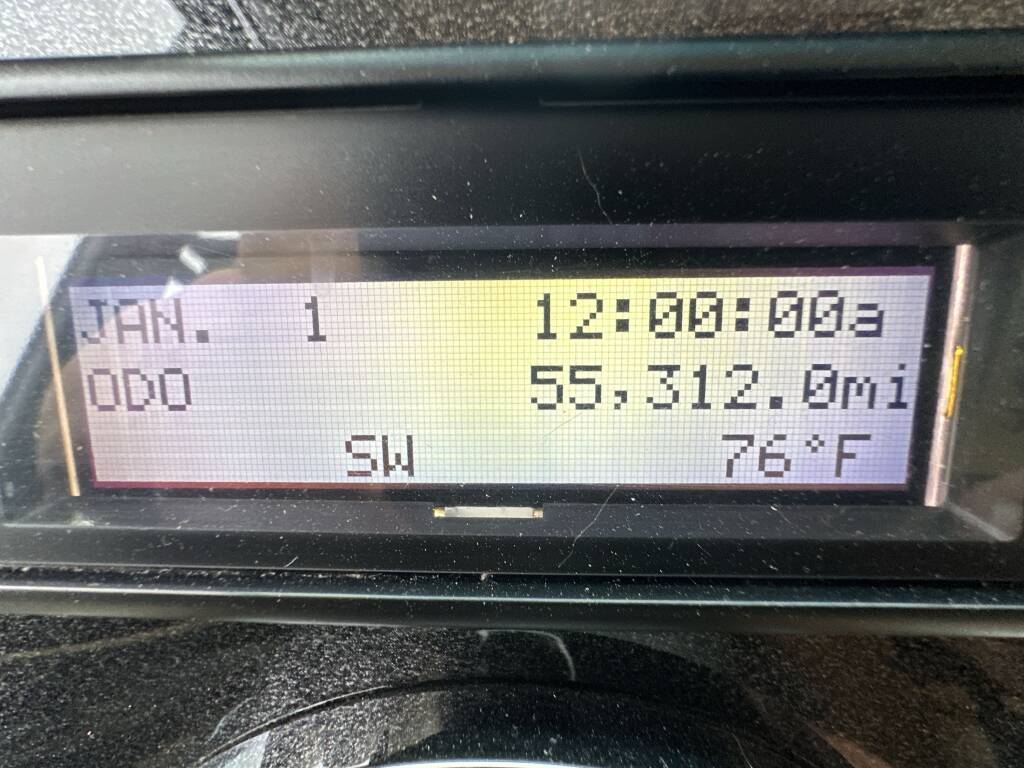 JAN. 1 12:00:00a
ODO 55,312.0mi
SW 76°F